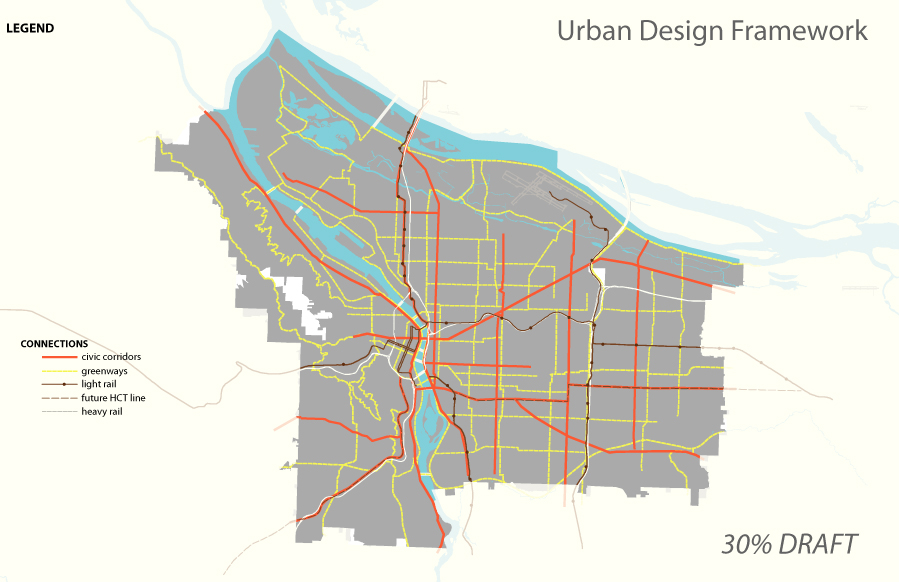 LEGEND
Urban Design Framework
CONNECTIONS
civic corridors
greenways
light rail
future HCT line
heavy rail
30% DRAFT